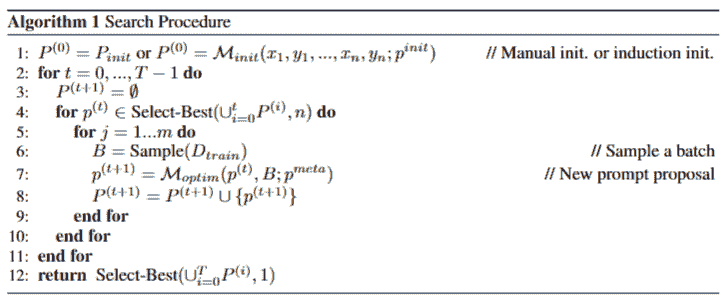 Algorithm 1 Search Procedure
1: P^(0) = P_init or P^(0) = M_init(x_1, y_1, ..., x_n, y_n; p^init) // Manual init. or induction init.
2: for t = 0, ..., T − 1 do
3: P^(t+1) = ∅
4: for p^(t) ∈ Select-Best(∪_{i=0}^t P^(i), n) do
5: for j = 1...m do
6: B = Sample(D_train) // Sample a batch
7: p^(t+1) = M_optim(p^(t), B; p^meta) // New prompt proposal
8: P^(t+1) = P^(t+1) ∪ {p^(t+1)}
9: end for
10: end for
11: end for
12: return Select-Best(∪_{i=0}^T P^(i), 1)